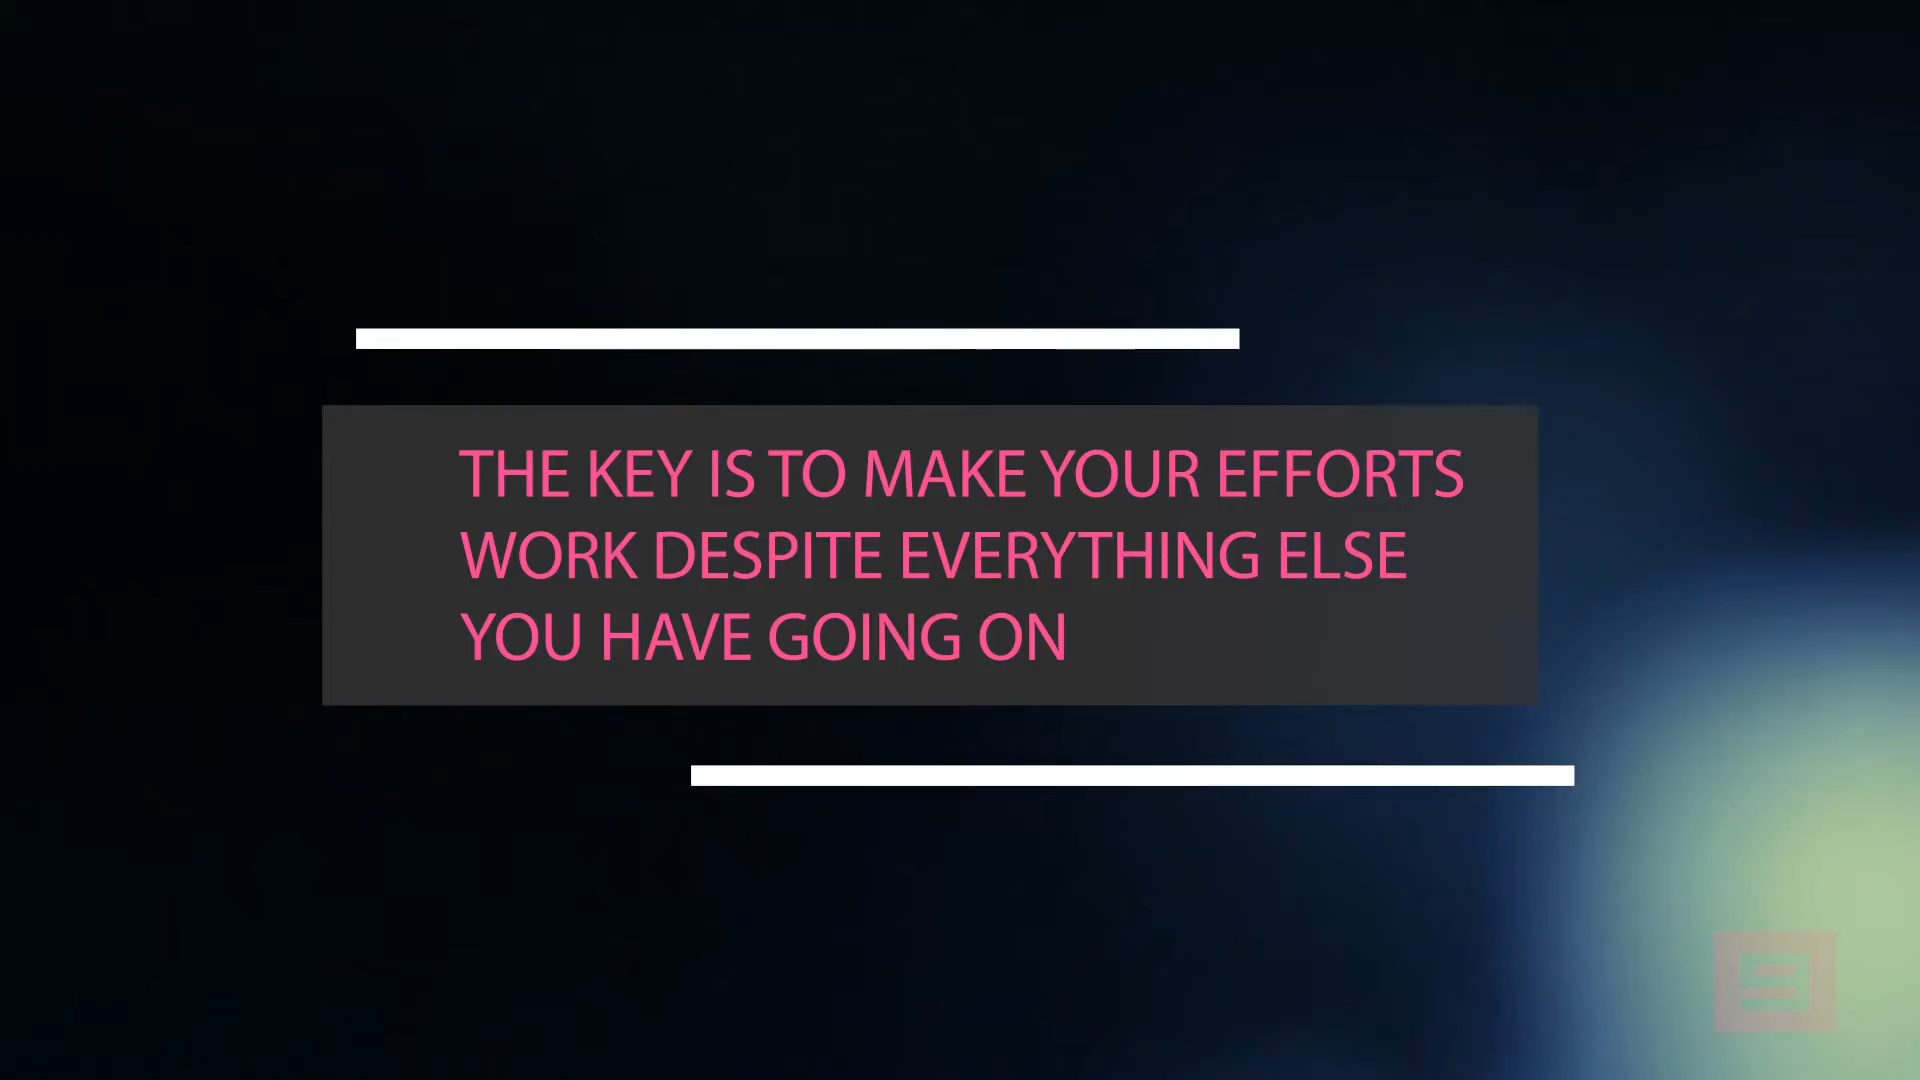 THE KEY IS TO MAKE YOUR EFFORTS
WORK DESPITE EVERYTHING ELSE
YOU HAVE GOING ON